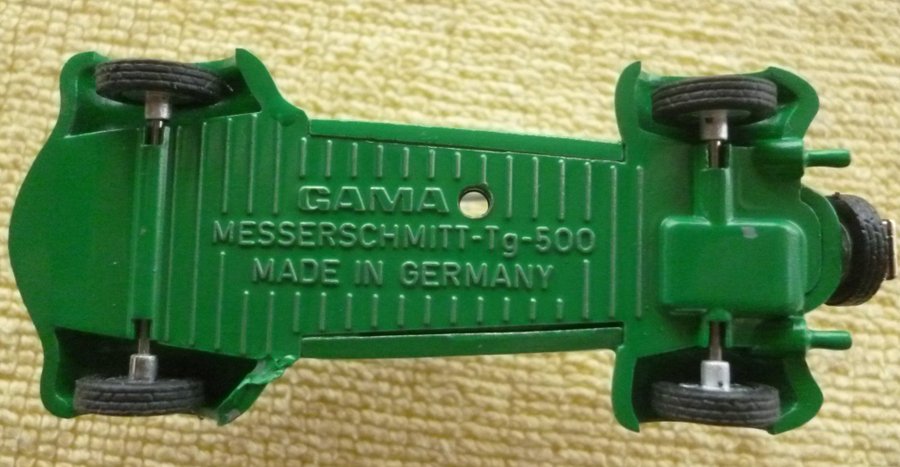 GAMA
MESSERSCHMITT-Tg-500
MADE IN GERMANY